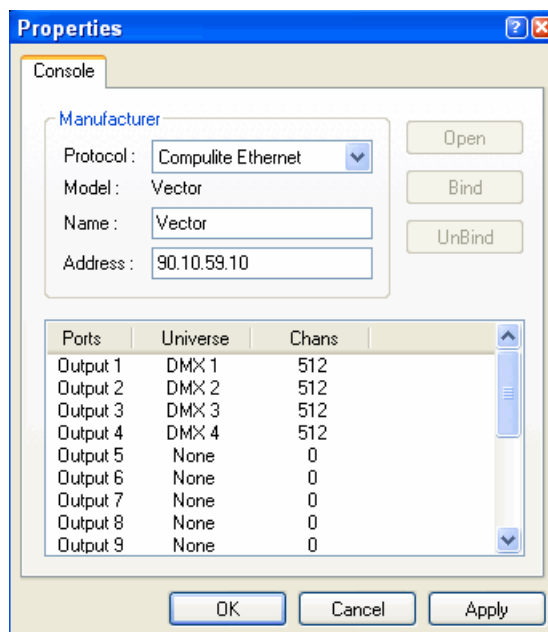 Properties
Console
Manufacturer
Protocol : Compulite Ethernet
Model : Vector
Name : Vector
Address : 90.10.59.10
Open
Bind
UnBind
Ports Universe Chans
Output 1 DMX 1 512
Output 2 DMX 2 512
Output 3 DMX 3 512
Output 4 DMX 4 512
Output 5 None 0
Output 6 None 0
Output 7 None 0
Output 8 None 0
Output 9 None 0
OK Cancel Apply